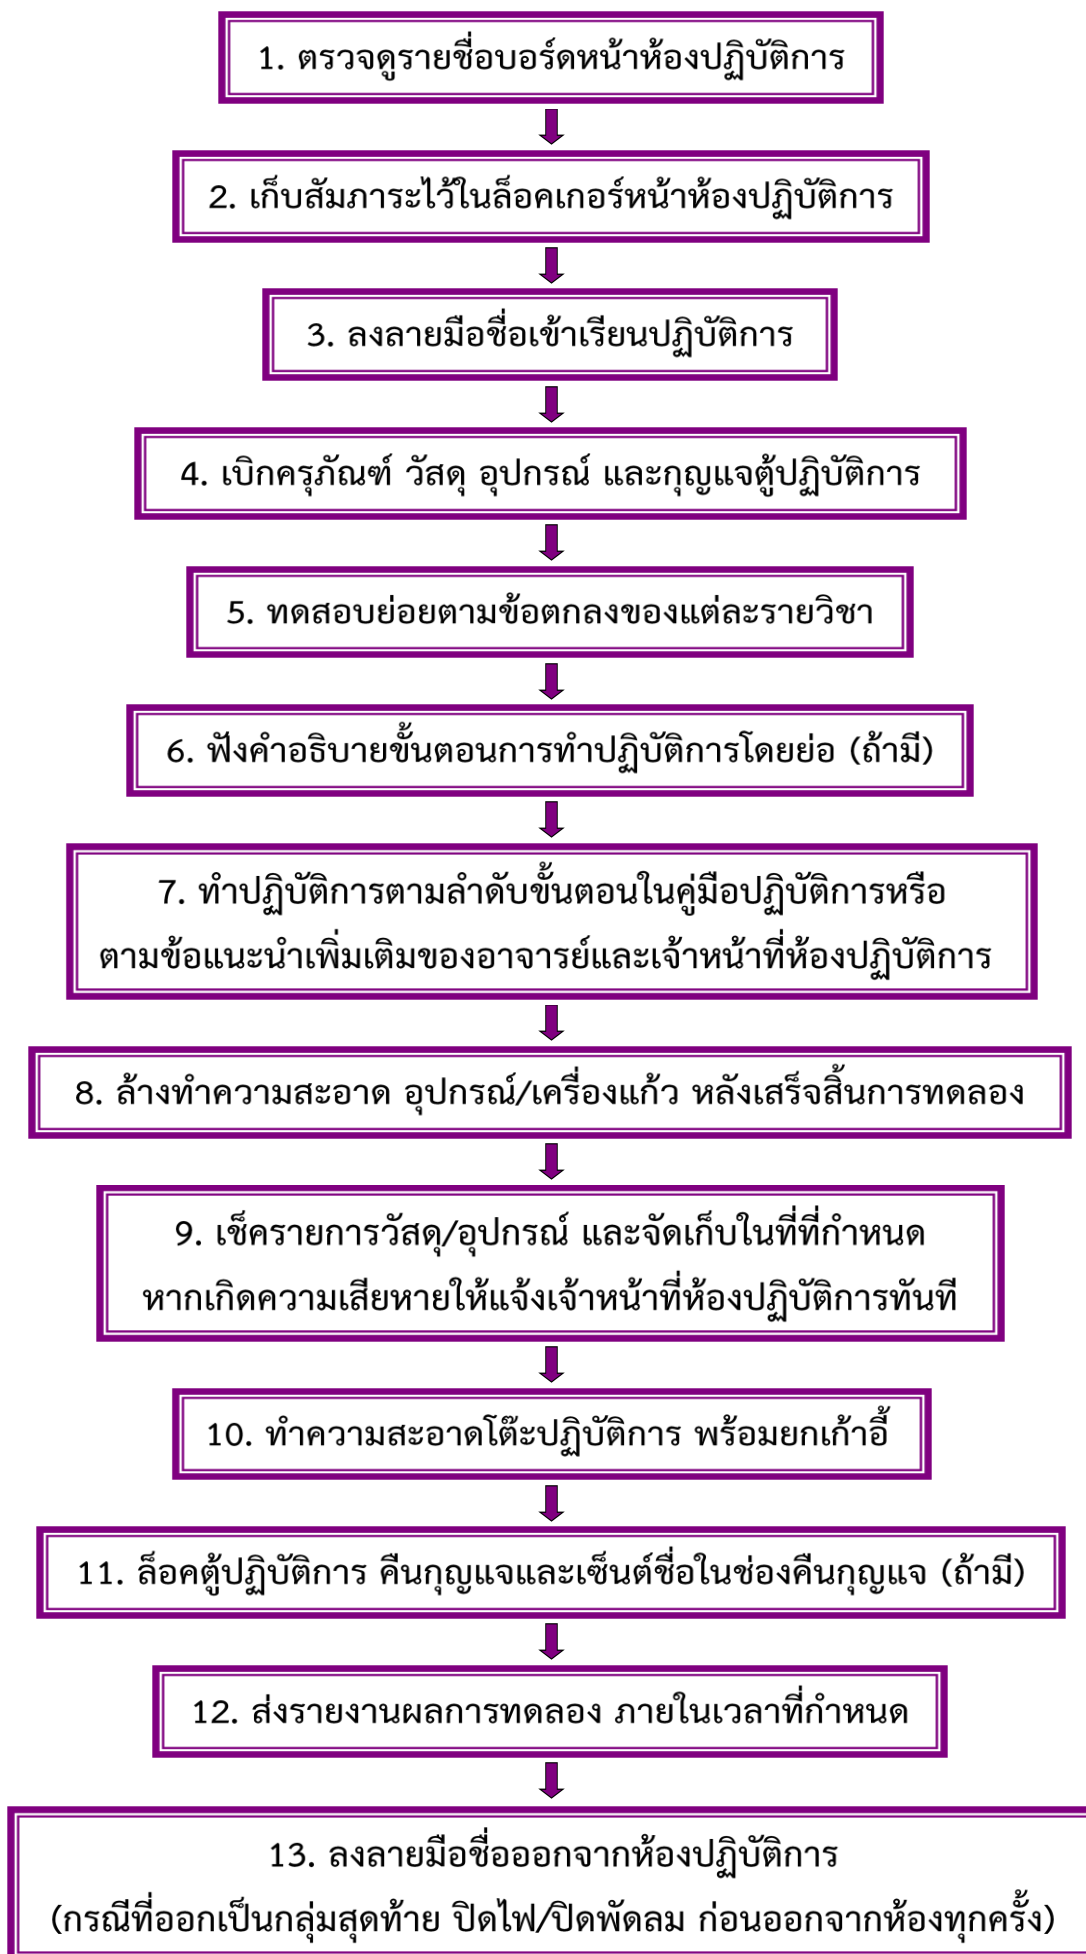 1. ตรวจดูรายชื่อบอร์ดหน้าห้องปฏิบัติการ
2. เก็บสัมภาระไว้ในล็อคเกอร์หน้าห้องปฏิบัติการ
3. ลงลายมือชื่อเข้าเรียนปฏิบัติการ
4. เบิกครุภัณฑ์ วัสดุ อุปกรณ์ และกุญแจตู้ปฏิบัติการ
5. ทดสอบย่อยตามข้อตกลงของแต่ละรายวิชา
6. ฟังคำอธิบายขั้นตอนการทำปฏิบัติการโดยย่อ (ถ้ามี)
7. ทำปฏิบัติการตามลำดับขั้นตอนในคู่มือปฏิบัติการหรือ
ตามข้อแนะนำเพิ่มเติมของอาจารย์และเจ้าหน้าที่ห้องปฏิบัติการ
8. ล้างทำความสะอาด อุปกรณ์/เครื่องแก้ว หลังเสร็จสิ้นการทดลอง
9. เช็ครายการวัสดุ/อุปกรณ์ และจัดเก็บในที่ที่กำหนด
หากเกิดความเสียหายให้แจ้งเจ้าหน้าที่ห้องปฏิบัติการทันที
10. ทำความสะอาดโต๊ะปฏิบัติการ พร้อมยกเก้าอี้
11. ล็อคตู้ปฏิบัติการ คืนกุญแจและเซ็นต์ชื่อในช่องคืนกุญแจ (ถ้ามี)
12. ส่งรายงานผลการทดลอง ภายในเวลาที่กำหนด
13. ลงลายมือชื่อออกจากห้องปฏิบัติการ
(กรณีที่ออกเป็นกลุ่มสุดท้าย ปิดไฟ/ปิดพัดลม ก่อนออกจากห้องทุกครั้ง)